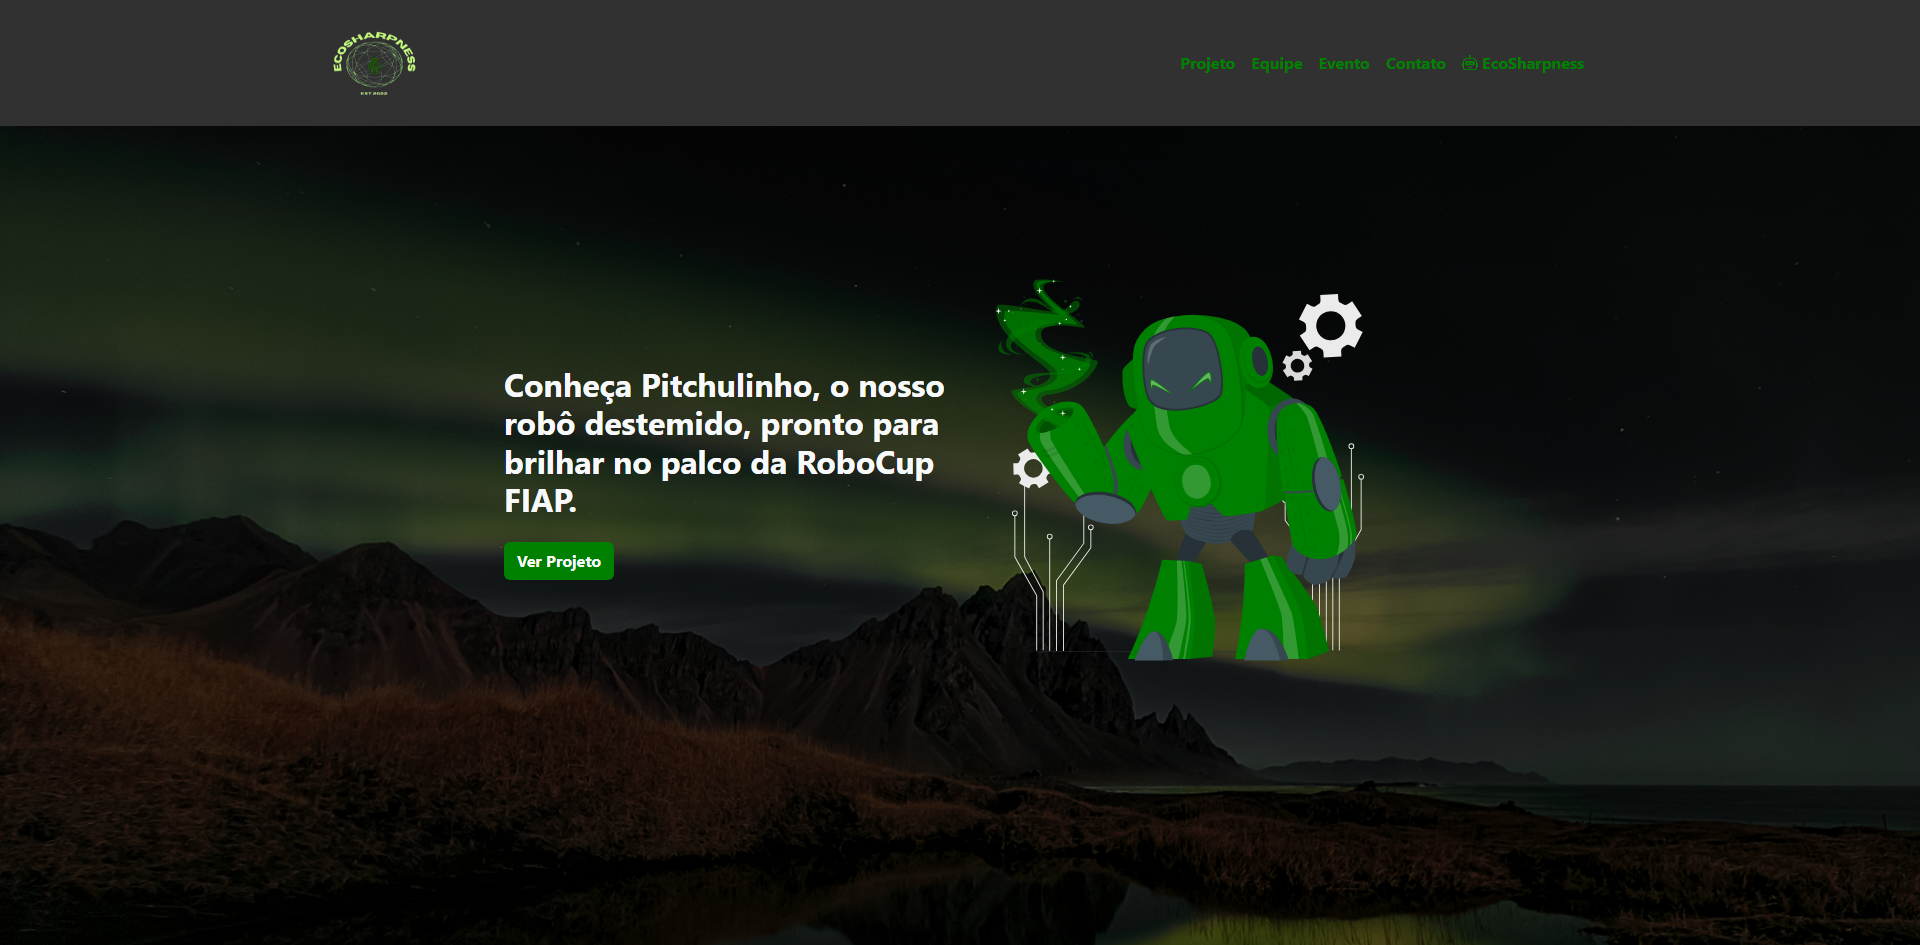 ECOSHARPNESS
EST 2022
Projeto Equipe Evento Contato EcoSharpness
Conheça Pitchulinho, o nosso
robô destemido, pronto para
brilhar no palco da RoboCup
FIAP.
Ver Projeto